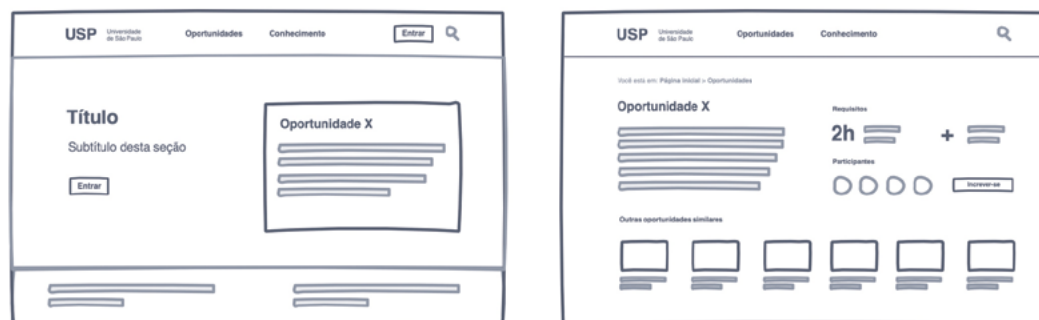 USP Universidade de São Paulo Oportunidades Conhecimento Entrar
Título
Subtítulo desta seção
Entrar
Oportunidade X
USP Universidade de São Paulo Oportunidades Conhecimento
Você está em: Página Inicial > Oportunidades
Oportunidade X
Requisitos
2h +
Participantes
Increver-se
Outras oportunidades similares